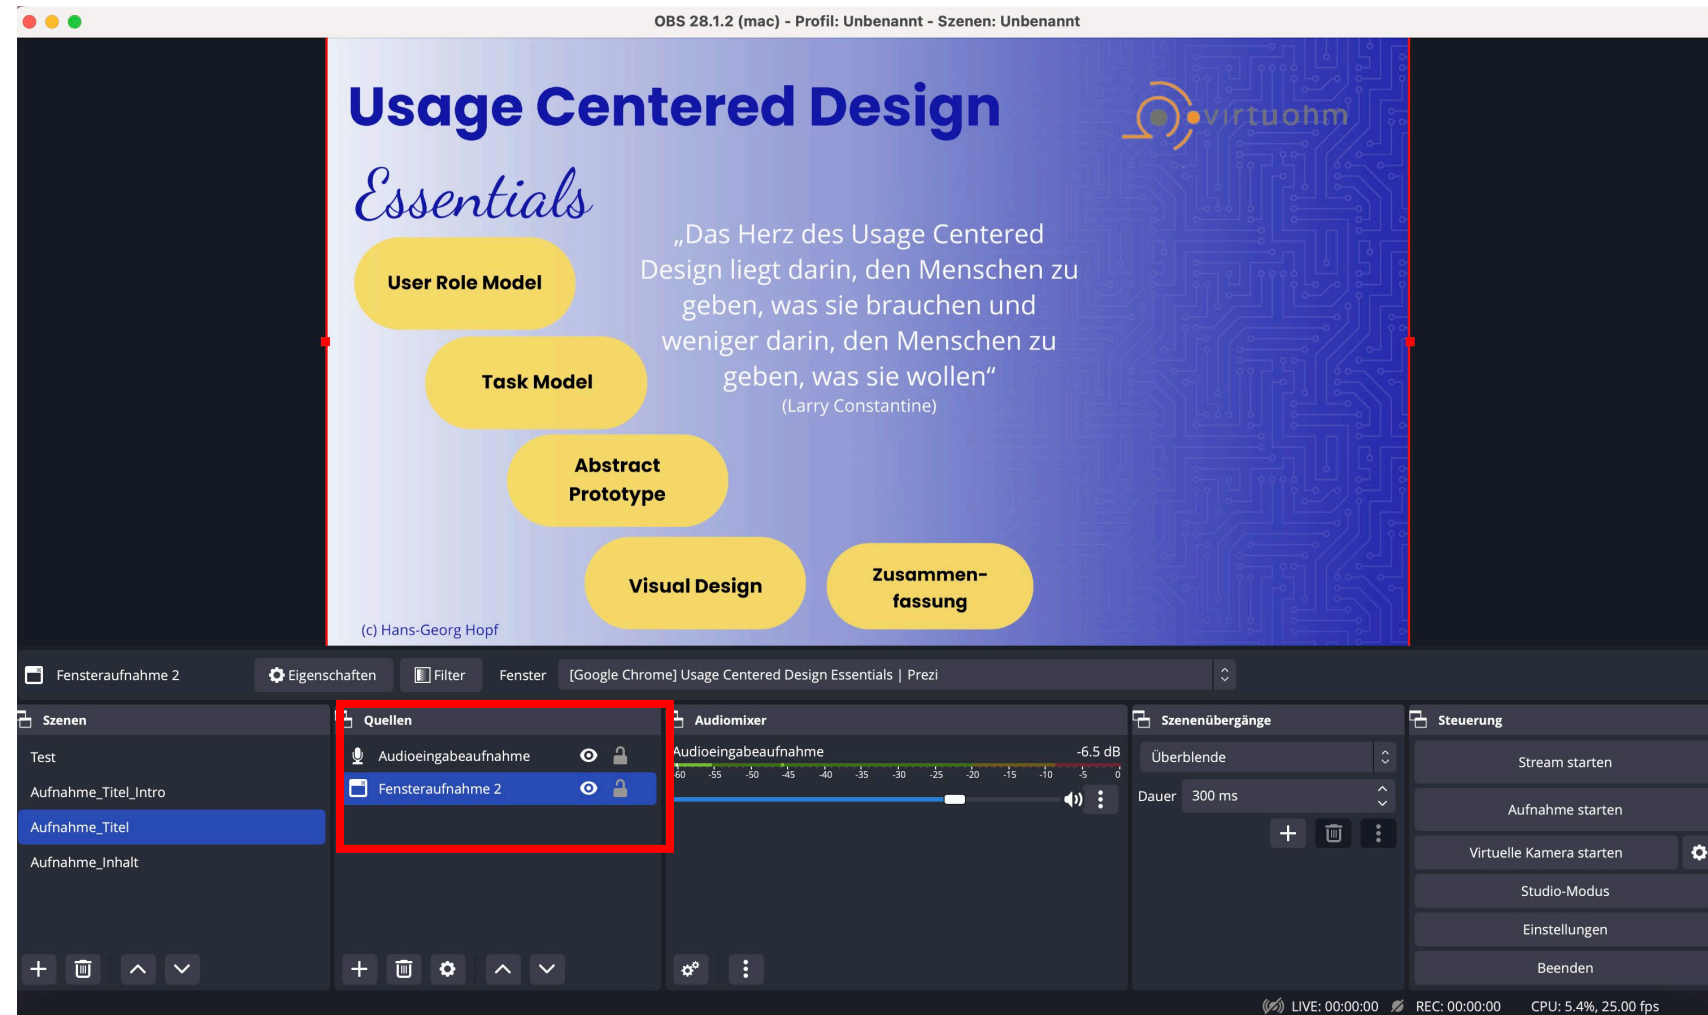 OBS 28.1.2 (mac) - Profil: Unbenannt - Szenen: Unbenannt
Usage Centered Design
virtuohm
Essentials
„Das Herz des Usage Centered
Design liegt darin, den Menschen zu
geben, was sie brauchen und
weniger darin, den Menschen zu
geben, was sie wollen“
(Larry Constantine)
User Role Model
Task Model
Abstract
Prototype
Visual Design
Zusammen-
fassung
(c) Hans-Georg Hopf
Fensteraufnahme 2
Eigenschaften
Filter
Fenster
[Google Chrome] Usage Centered Design Essentials | Prezi
Szenen
Test
Aufnahme_Titel_Intro
Aufnahme_Titel
Aufnahme_Inhalt
Quellen
Audioeingabeaufnahme
Fensteraufnahme 2
Audiomixer
Audioeingabeaufnahme -6.5 dB
-60 -55 -50 -45 -40 -35 -30 -25 -20 -15 -10 -5 0
Szenenübergänge
Überblende
Dauer 300 ms
Steuerung
Stream starten
Aufnahme starten
Virtuelle Kamera starten
Studio-Modus
Einstellungen
Beenden
LIVE: 00:00:00 REC: 00:00:00 CPU: 5.4%, 25.00 fps